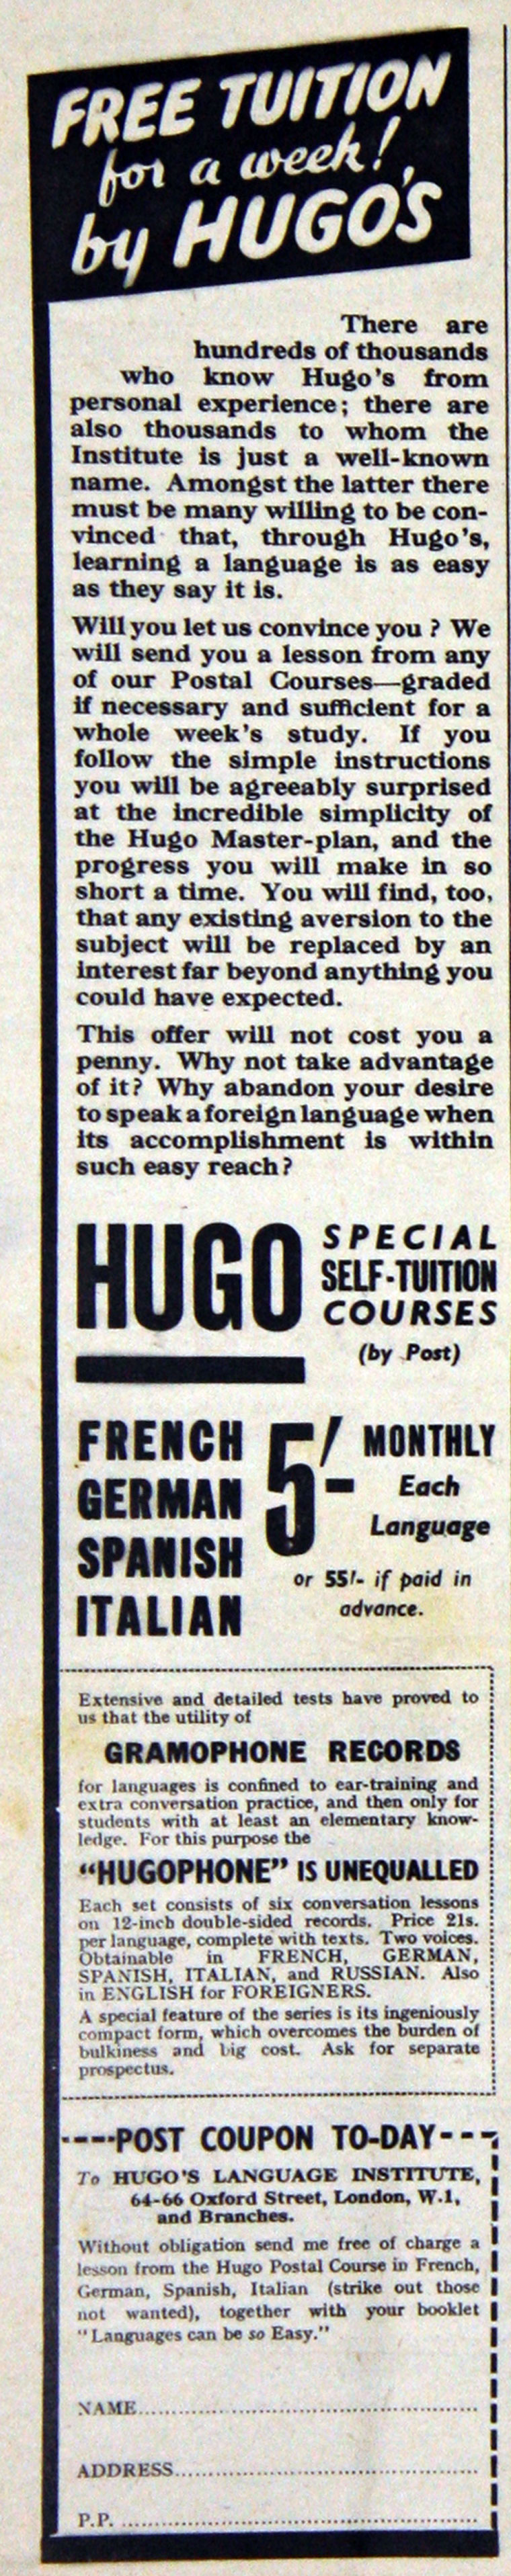 FREE TUITION
for a week!
by HUGO'S
There are
hundreds of thousands
who know Hugo's from
personal experience; there are
also thousands to whom the
Institute is just a well-known
name. Amongst the latter there
must be many willing to be con-
vinced that, through Hugo's,
learning a language is as easy
as they say it is.
Will you let us convince you? We
will send you a lesson from any
of our Postal Courses—graded
if necessary and sufficient for a
whole week's study. If you
follow the simple instructions
you will be agreeably surprised
at the incredible simplicity of
the Hugo Master-plan, and the
progress you will make in so
short a time. You will find, too,
that any existing aversion to the
subject will be replaced by an
interest far beyond anything you
could have expected.
This offer will not cost you a
penny. Why not take advantage
of it? Why abandon your desire
to speak a foreign language when
its accomplishment is within
such easy reach?
HUGO
SPECIAL
SELF-TUITION
COURSES
(by Post)
FRENCH
GERMAN
SPANISH
ITALIAN
5/- MONTHLY
Each
Language
or 55/- if paid in
advance.
Extensive and detailed tests have proved to
us that the utility of
GRAMOPHONE RECORDS
for languages is confined to ear-training and
extra conversation practice, and then only for
students with at least an elementary know-
ledge. For this purpose the
"HUGOPHONE" IS UNEQUALLED
Each set consists of six conversation lessons
on 12-inch double-sided records. Price 21s.
per language, complete with texts. Two voices.
Obtainable in FRENCH, GERMAN,
SPANISH, ITALIAN, and RUSSIAN. Also
in ENGLISH for FOREIGNERS.
A special feature of the series is its ingeniously
compact form, which overcomes the burden of
bulkiness and big cost. Ask for separate
prospectus.
----POST COUPON TO-DAY---
To HUGO'S LANGUAGE INSTITUTE,
64-66 Oxford Street, London, W.1,
and Branches.
Without obligation send me free of charge a
lesson from the Hugo Postal Course in French,
German, Spanish, Italian (strike out those
not wanted), together with your booklet
"Languages can be so Easy."
NAME
ADDRESS
P.P.